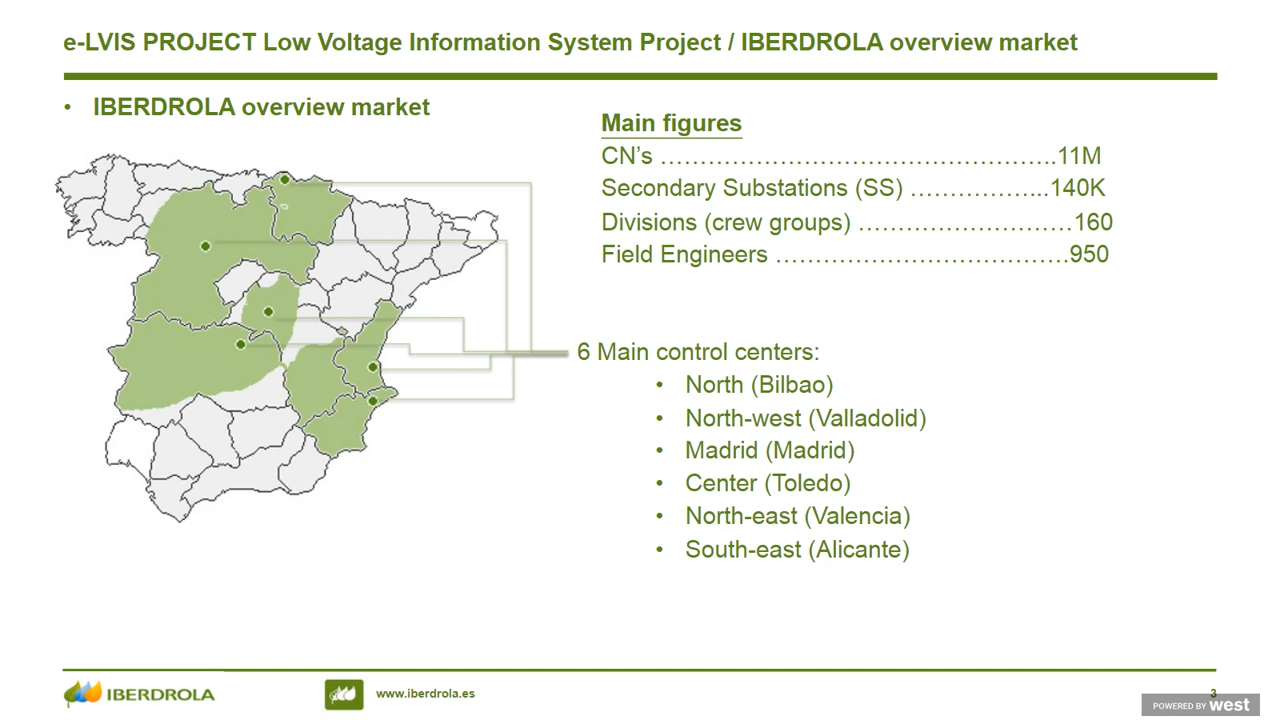 e-LVIS PROJECT Low Voltage Information System Project / IBERDROLA overview market
• IBERDROLA overview market
Main figures
CN's …………………………………………..11M
Secondary Substations (SS) ……………...140K
Divisions (crew groups) ………………………160
Field Engineers ………………………………950
6 Main control centers:
• North (Bilbao)
• North-west (Valladolid)
• Madrid (Madrid)
• Center (Toledo)
• North-east (Valencia)
• South-east (Alicante)
IBERDROLA
www.iberdrola.es
3
POWERED BY west